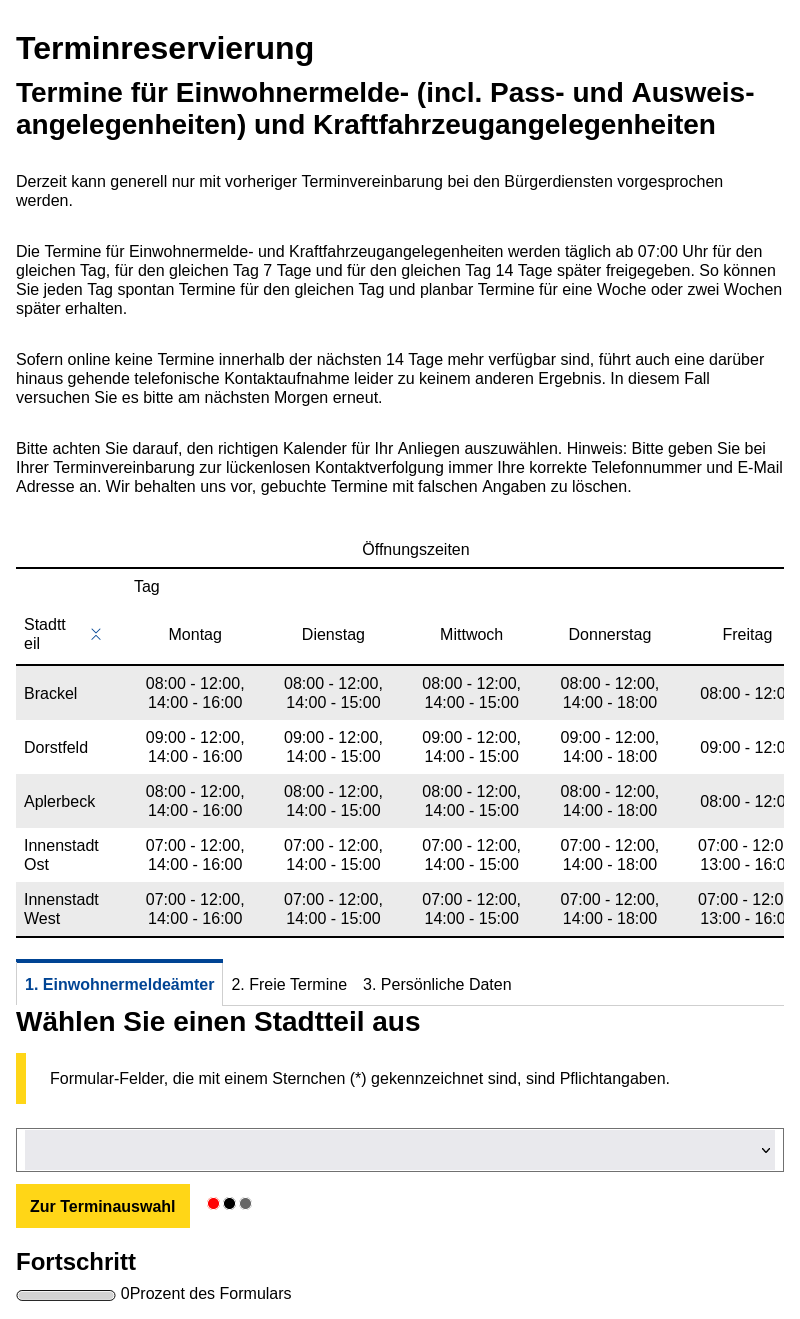 Terminreservierung
Termine für Einwohnermelde- (incl. Pass- und Ausweis-
angelegenheiten) und Kraftfahrzeugangelegenheiten
Derzeit kann generell nur mit vorheriger Terminvereinbarung bei den Bürgerdiensten vorgesprochen
werden.
Die Termine für Einwohnermelde- und Kraftfahrzeugangelegenheiten werden täglich ab 07:00 Uhr für den
gleichen Tag, für den gleichen Tag 7 Tage und für den gleichen Tag 14 Tage später freigegeben. So können
Sie jeden Tag spontan Termine für den gleichen Tag und planbar Termine für eine Woche oder zwei Wochen
später erhalten.
Sofern online keine Termine innerhalb der nächsten 14 Tage mehr verfügbar sind, führt auch eine darüber
hinaus gehende telefonische Kontaktaufnahme leider zu keinem anderen Ergebnis. In diesem Fall
versuchen Sie es bitte am nächsten Morgen erneut.
Bitte achten Sie darauf, den richtigen Kalender für Ihr Anliegen auszuwählen. Hinweis: Bitte geben Sie bei
Ihrer Terminvereinbarung zur lückenlosen Kontaktverfolgung immer Ihre korrekte Telefonnummer und E-Mail
Adresse an. Wir behalten uns vor, gebuchte Termine mit falschen Angaben zu löschen.
Öffnungszeiten
Tag
Stadtt
eil
Montag Dienstag Mittwoch Donnerstag Freitag
Brackel
08:00 - 12:00, 08:00 - 12:00, 08:00 - 12:00, 08:00 - 12:00, 08:00 - 12:0
14:00 - 16:00 14:00 - 15:00 14:00 - 15:00 14:00 - 18:00
Dorstfeld
09:00 - 12:00, 09:00 - 12:00, 09:00 - 12:00, 09:00 - 12:00, 09:00 - 12:0
14:00 - 16:00 14:00 - 15:00 14:00 - 15:00 14:00 - 18:00
Aplerbeck
08:00 - 12:00, 08:00 - 12:00, 08:00 - 12:00, 08:00 - 12:00, 08:00 - 12:0
14:00 - 16:00 14:00 - 15:00 14:00 - 15:00 14:00 - 18:00
Innenstadt 07:00 - 12:00, 07:00 - 12:00, 07:00 - 12:00, 07:00 - 12:00, 07:00 - 12:0
Ost 14:00 - 16:00 14:00 - 15:00 14:00 - 15:00 14:00 - 18:00 13:00 - 16:0
Innenstadt 07:00 - 12:00, 07:00 - 12:00, 07:00 - 12:00, 07:00 - 12:00, 07:00 - 12:0
West 14:00 - 16:00 14:00 - 15:00 14:00 - 15:00 14:00 - 18:00 13:00 - 16:0
1. Einwohnermeldeämter 2. Freie Termine 3. Persönliche Daten
Wählen Sie einen Stadtteil aus
Formular-Felder, die mit einem Sternchen (*) gekennzeichnet sind, sind Pflichtangaben.
Zur Terminauswahl
Fortschritt
0Prozent des Formulars